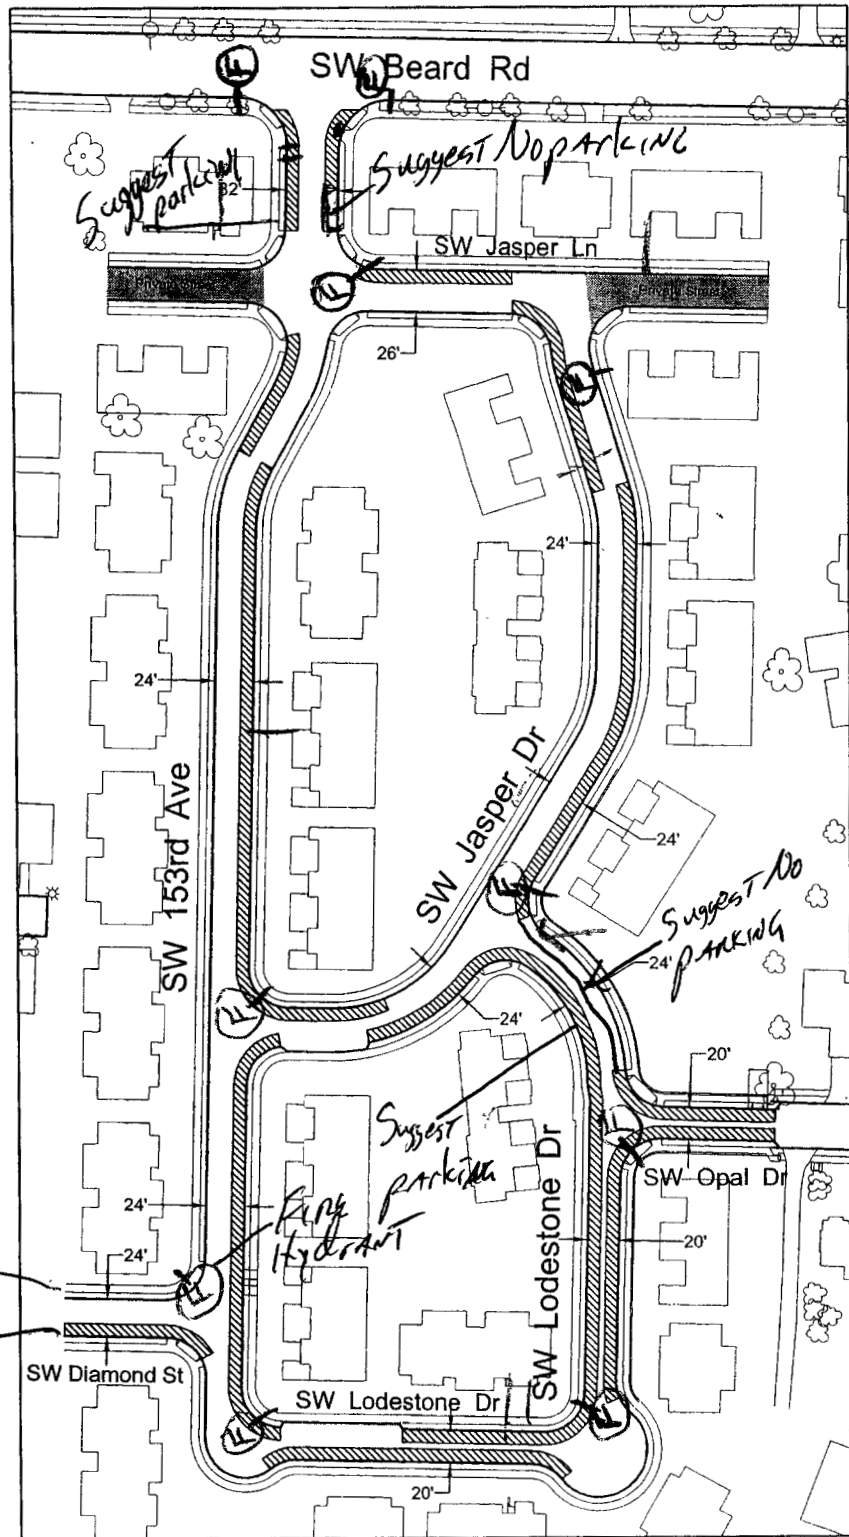 F
F
SW Beard Rd
Suggest
parking
32'
Suggest No parking
SW Jasper Ln
Private Street
Private Street
F
26'
F
24'
24'
SW 153rd Ave
SW Jasper Dr
24'
F
Suggest No
parking
24'
F
24'
20'
Suggest
parking
F
SW Opal Dr
SW Lodestone Dr
24'
Fire
Hydrant
20'
24'
F
SW Diamond St
SW Lodestone Dr
F
F
20'